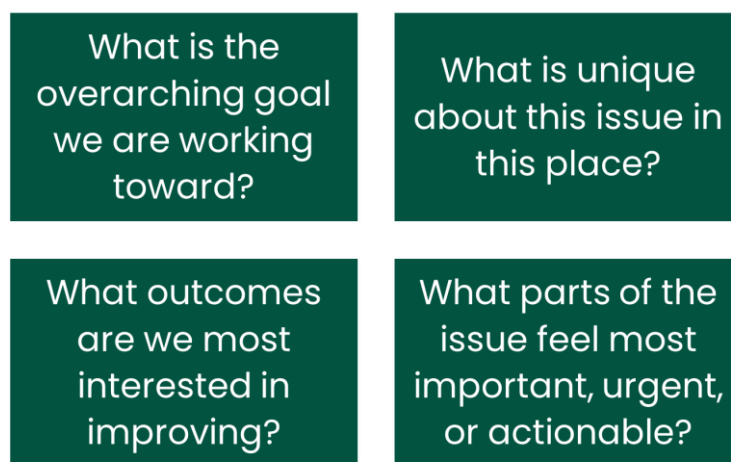 What is the
overarching goal
we are working
toward?
What is unique
about this issue in
this place?
What outcomes
are we most
interested in
improving?
What parts of the
issue feel most
important, urgent,
or actionable?